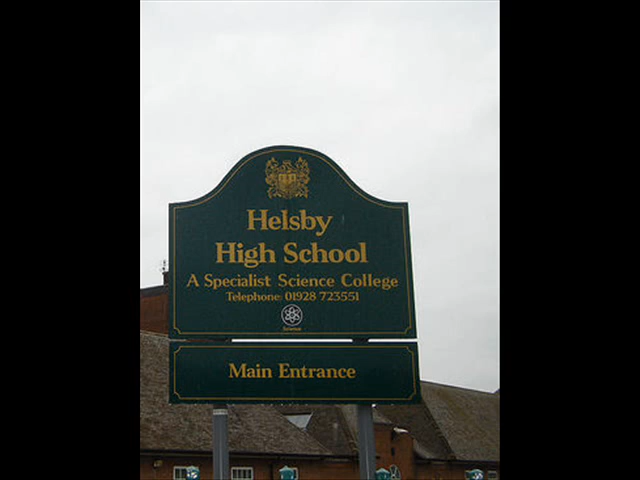 Helsby
High School
A Specialist Science College
Telephone: 01928 723551
Science
Main Entrance